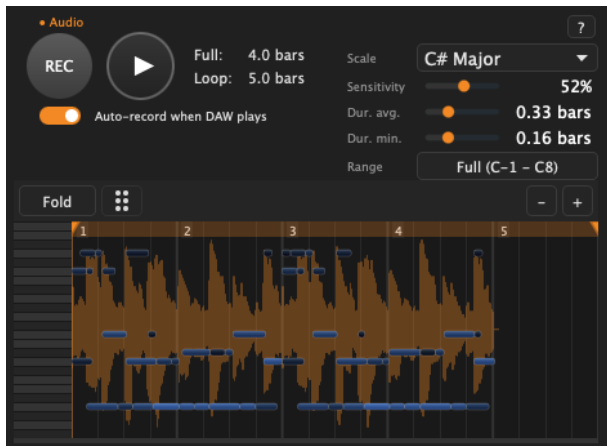 • Audio
?
REC
Full: 4.0 bars
Loop: 5.0 bars
Auto-record when DAW plays
Scale C# Major
Sensitivity 52%
Dur. avg. 0.33 bars
Dur. min. 0.16 bars
Range Full (C-1 – C8)
Fold
- +
1 2 3 4 5